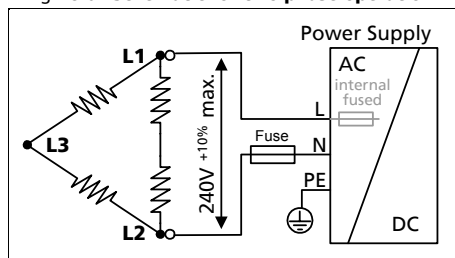 Power Supply
L1
AC
internal
fused
L
240V +10% max.
Fuse
N
L3
PE
L2
DC